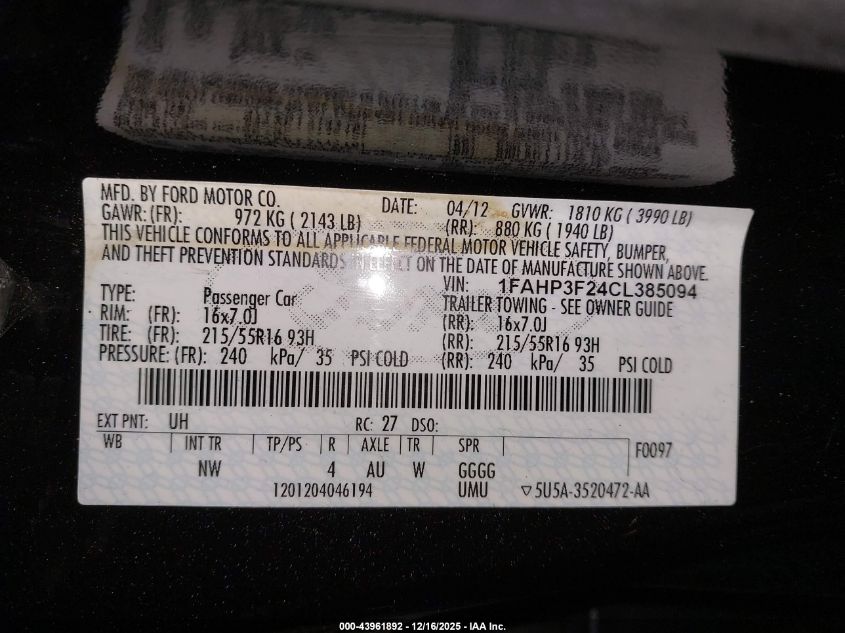 MFD. BY FORD MOTOR CO. DATE: 04/12 GVWR: 1810 KG ( 3990 LB)
GAWR: (FR): 972 KG ( 2143 LB) (RR): 880 KG ( 1940 LB)
THIS VEHICLE CONFORMS TO ALL APPLICABLE FEDERAL MOTOR VEHICLE SAFETY, BUMPER,
AND THEFT PREVENTION STANDARDS IN EFFECT ON THE DATE OF MANUFACTURE SHOWN ABOVE.
VIN: 1FAHP3F24CL385094
TYPE: Passenger Car TRAILER TOWING - SEE OWNER GUIDE
RIM: (FR): 16x7.0J (RR): 16x7.0J
TIRE: (FR): 215/55R16 93H (RR): 215/55R16 93H
PRESSURE: (FR): 240 kPa/ 35 PSI COLD (RR): 240 kPa/ 35 PSI COLD
EXT PNT: UH RC: 27 DSO:
WB INT TR TP/PS R AXLE TR SPR F0097
NW 4 AU W GGGG
1201204046194 UMU ▽5U5A-3520472-AA
000-43961892 - 12/16/2025 - IAA Inc.